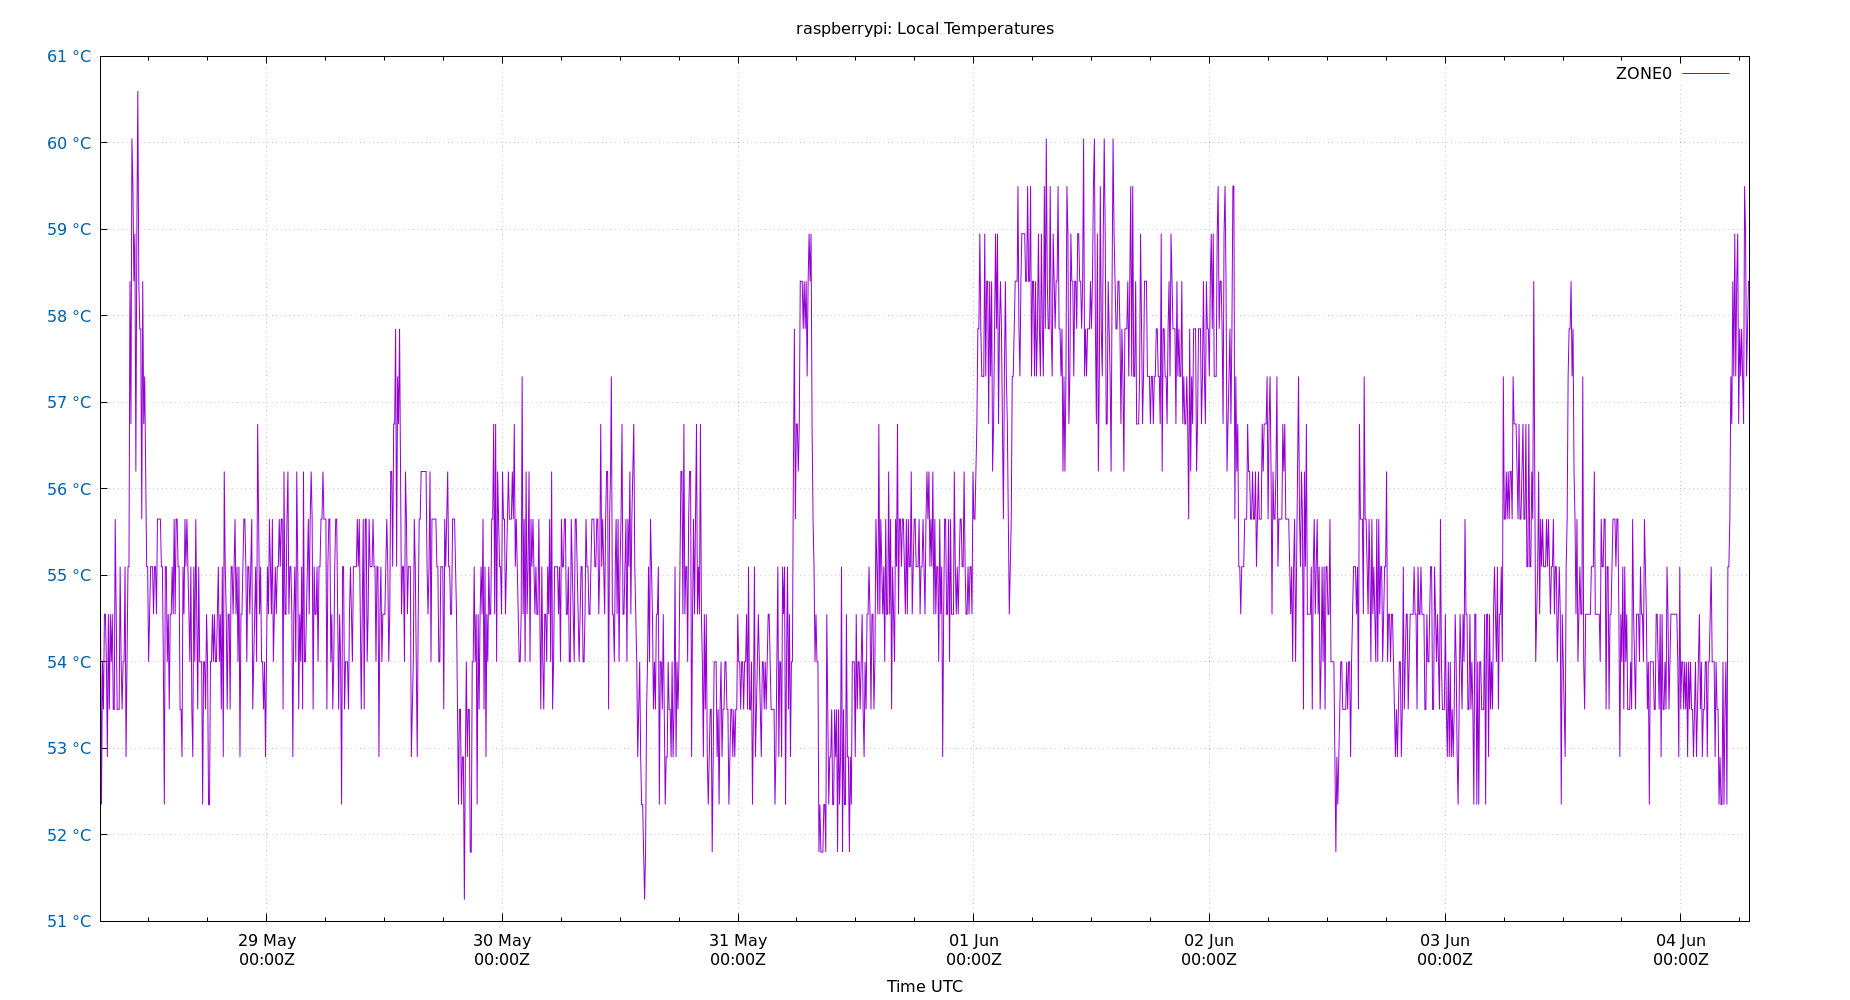 raspberrypi: Local Temperatures
61 °C
ZONE0
60 °C
59 °C
58 °C
57 °C
56 °C
55 °C
54 °C
53 °C
52 °C
51 °C
29 May 30 May 31 May 01 Jun 02 Jun 03 Jun 04 Jun
00:00Z 00:00Z 00:00Z 00:00Z 00:00Z 00:00Z 00:00Z
Time UTC